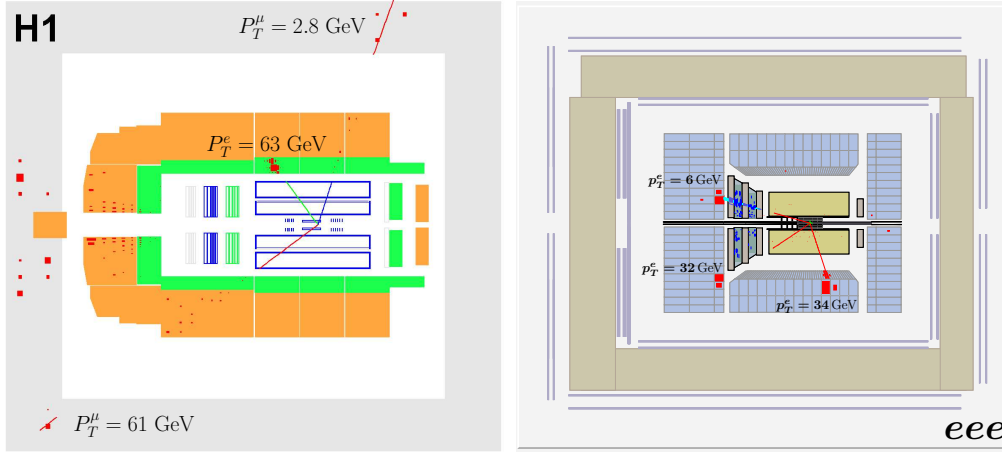 H1
P_T^μ = 2.8 GeV
P_T^e = 63 GeV
P_T^μ = 61 GeV
p_T^e = 6 GeV
p_T^e = 32 GeV
p_T^e = 34 GeV
eee